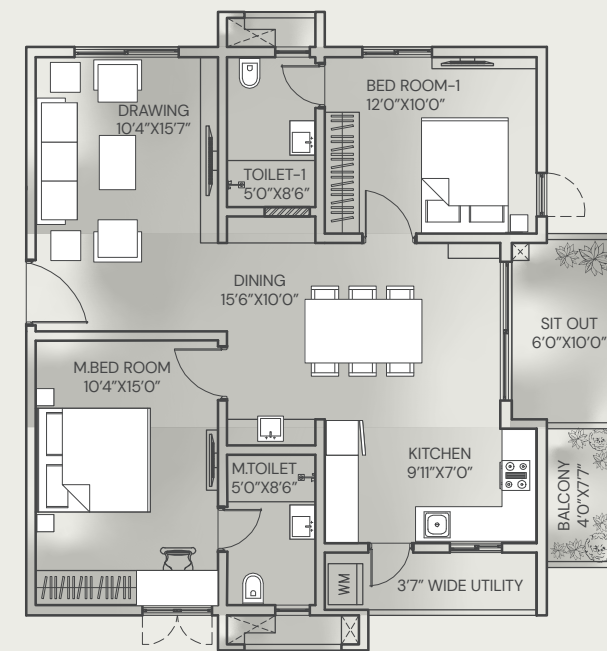 DRAWING
10'4"X15'7"
TOILET-1
5'0"X8'6"
BED ROOM-1
12'0"X10'0"
DINING
15'6"X10'0"
SIT OUT
6'0"X10'0"
M.BED ROOM
10'4"X15'0"
M.TOILET
5'0"X8'6"
KITCHEN
9'11"X7'0"
BALCONY
4'0"X7'7"
WM
3'7" WIDE UTILITY